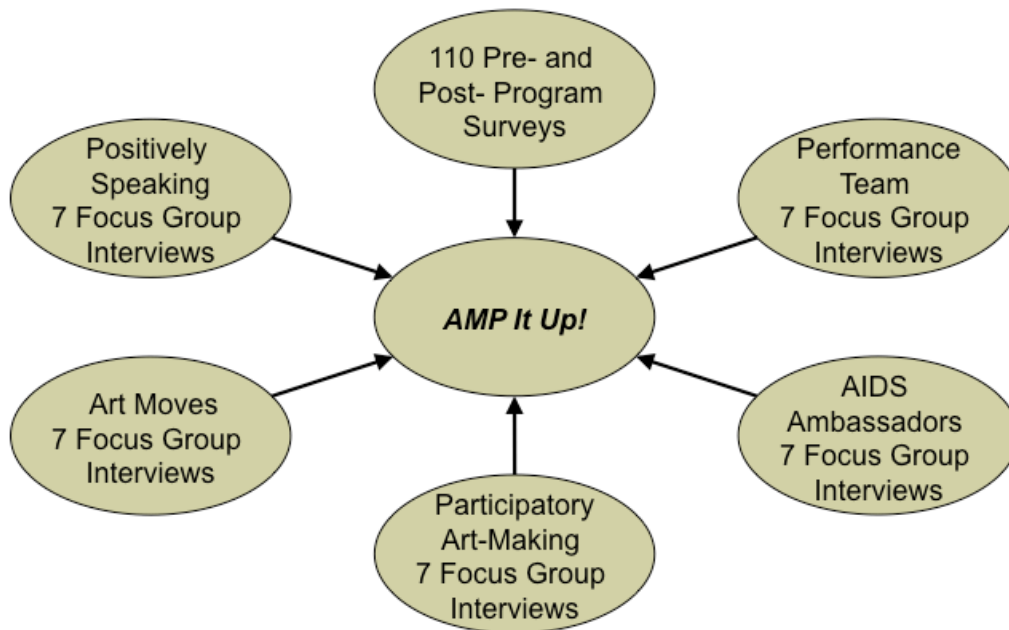 110 Pre- and
Post- Program
Surveys
Positively
Speaking
7 Focus Group
Interviews
Performance
Team
7 Focus Group
Interviews
AMP It Up!
Art Moves
7 Focus Group
Interviews
AIDS
Ambassadors
7 Focus Group
Interviews
Participatory
Art-Making
7 Focus Group
Interviews